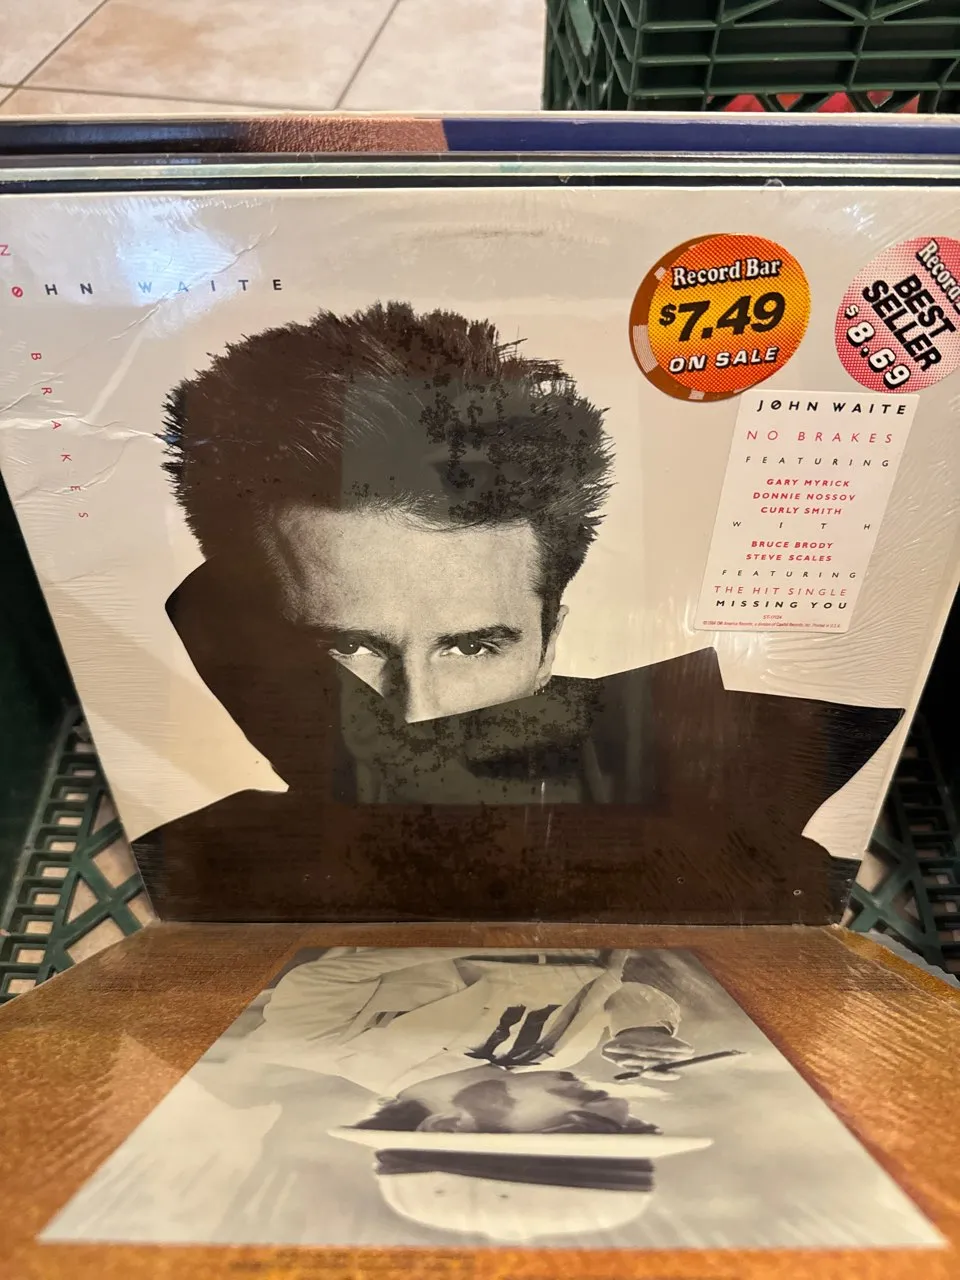 JØHN WAITE
NO BRAKES
Record Bar
$7.49
ON SALE
Record
BEST
SELLER
$8.69
JØHN WAITE
NO BRAKES
FEATURING
GARY MYRICK
DONNIE NOSSOV
CURLY SMITH
WITH
BRUCE BRODY
STEVE SCALES
FEATURING
THE HIT SINGLE
MISSING YOU